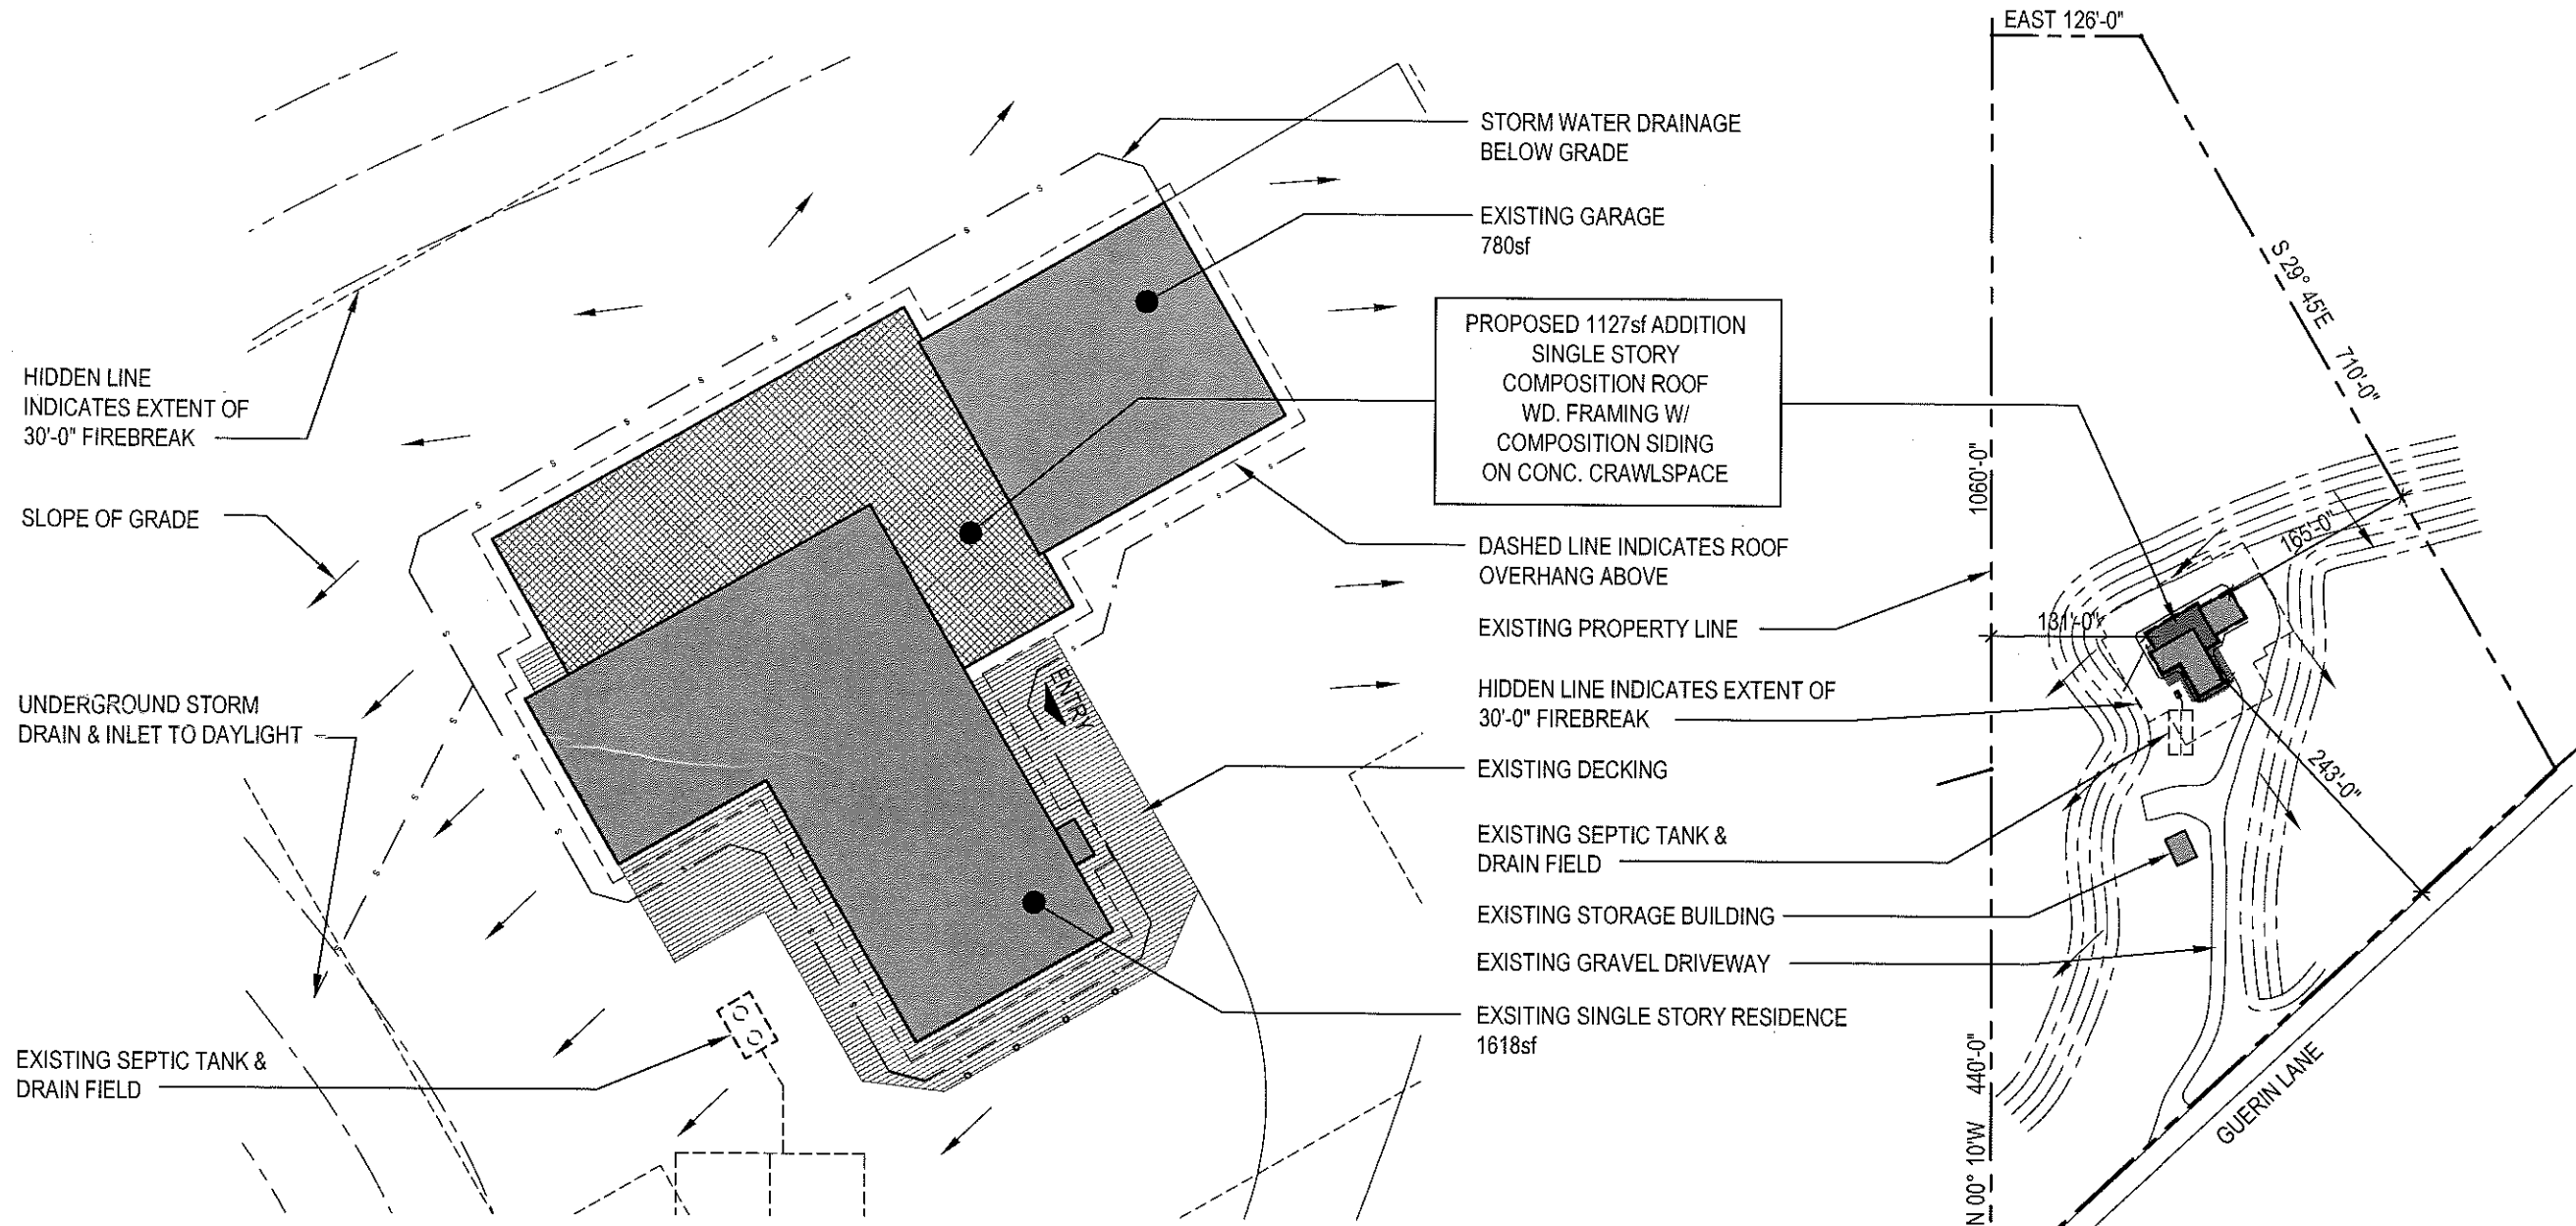 HIDDEN LINE
INDICATES EXTENT OF
30'-0" FIREBREAK
SLOPE OF GRADE
UNDERGROUND STORM
DRAIN & INLET TO DAYLIGHT
EXISTING SEPTIC TANK &
DRAIN FIELD
ENTRY
STORM WATER DRAINAGE
BELOW GRADE
EXISTING GARAGE
780sf
PROPOSED 1127sf ADDITION
SINGLE STORY
COMPOSITION ROOF
WD. FRAMING W/
COMPOSITION SIDING
ON CONC. CRAWLSPACE
DASHED LINE INDICATES ROOF
OVERHANG ABOVE
EXISTING PROPERTY LINE
HIDDEN LINE INDICATES EXTENT OF
30'-0" FIREBREAK
EXISTING DECKING
EXISTING SEPTIC TANK &
DRAIN FIELD
EXISTING STORAGE BUILDING
EXISTING GRAVEL DRIVEWAY
EXSITING SINGLE STORY RESIDENCE
1618sf
EAST 126'-0"
S 29° 45'E 710'-0"
1060'-0"
165'-0"
131'-0"
243'-0"
N 00° 10'W 440'-0"
GUERIN LANE